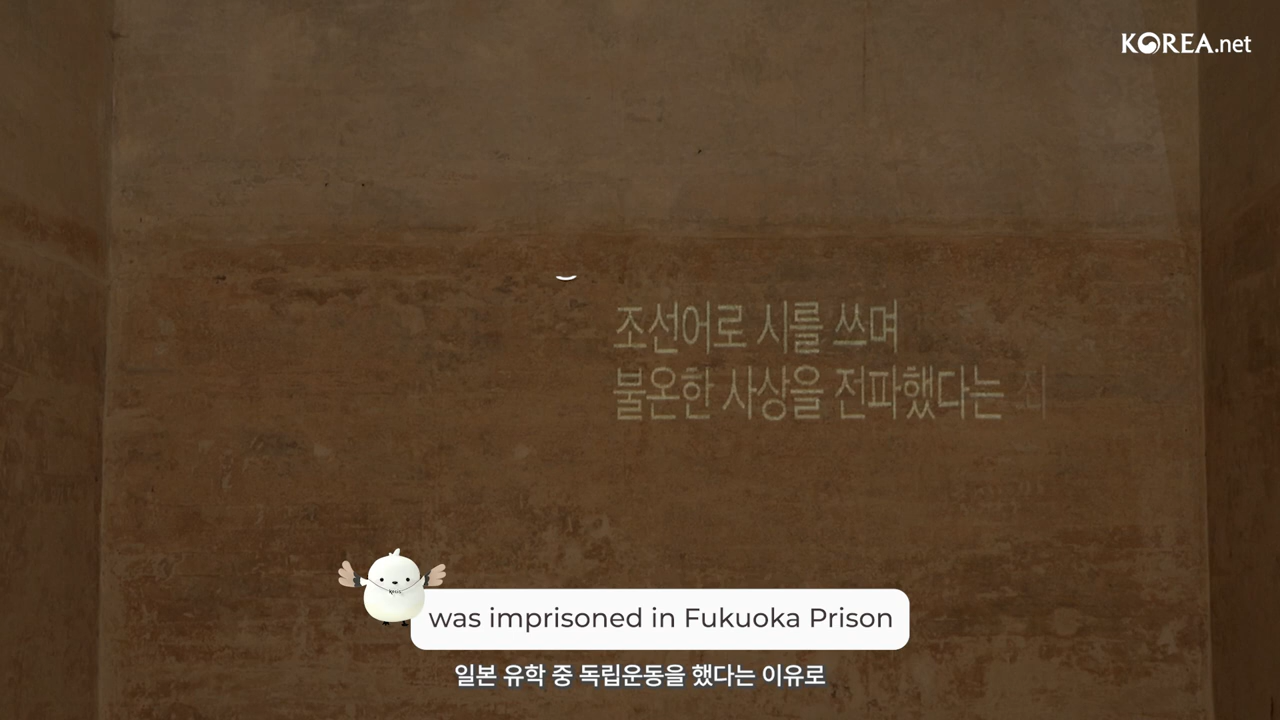 KOREA.net
조선어로 시를 쓰며
불온한 사상을 전파했다는 죄
was imprisoned in Fukuoka Prison
일본 유학 중 독립운동을 했다는 이유로